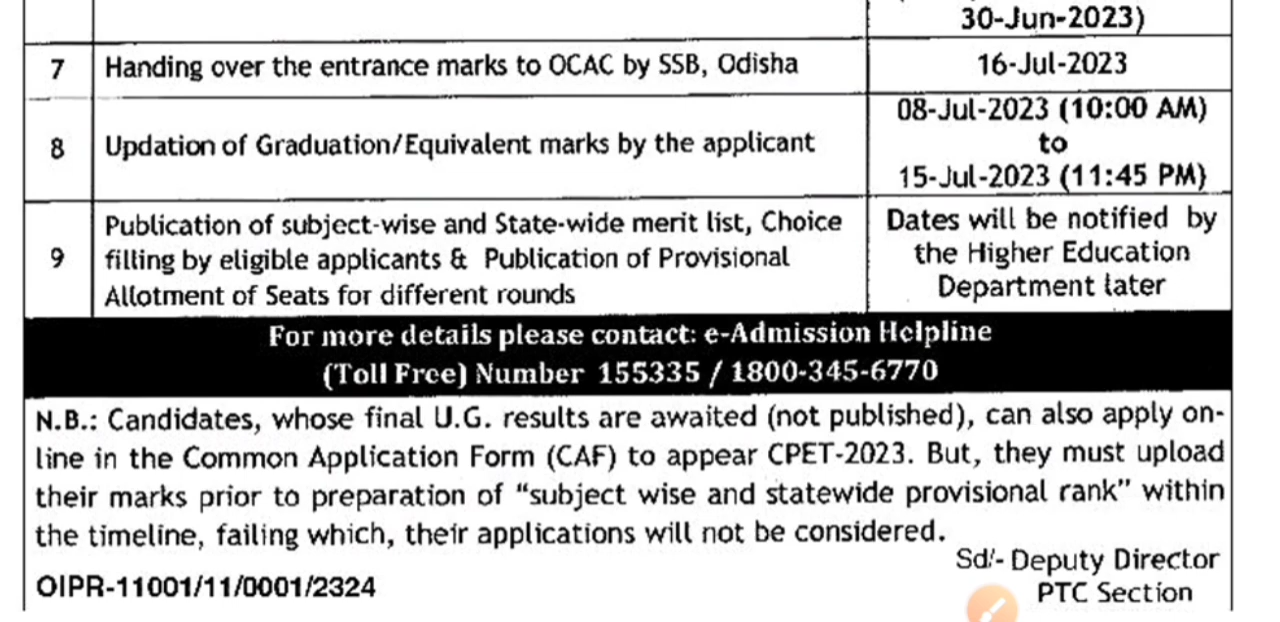 30-Jun-2023)
7 Handing over the entrance marks to OCAC by SSB, Odisha 16-Jul-2023
8 Updation of Graduation/Equivalent marks by the applicant 08-Jul-2023 (10:00 AM)
to
15-Jul-2023 (11:45 PM)
9 Publication of subject-wise and State-wide merit list, Choice
filling by eligible applicants & Publication of Provisional
Allotment of Seats for different rounds
Dates will be notified by
the Higher Education
Department later
For more details please contact: e-Admission Helpline
(Toll Free) Number 155335 / 1800-345-6770
N.B.: Candidates, whose final U.G. results are awaited (not published), can also apply on-
line in the Common Application Form (CAF) to appear CPET-2023. But, they must upload
their marks prior to preparation of “subject wise and statewide provisional rank” within
the timeline, failing which, their applications will not be considered.
Sd/- Deputy Director
PTC Section
OIPR-11001/11/0001/2324